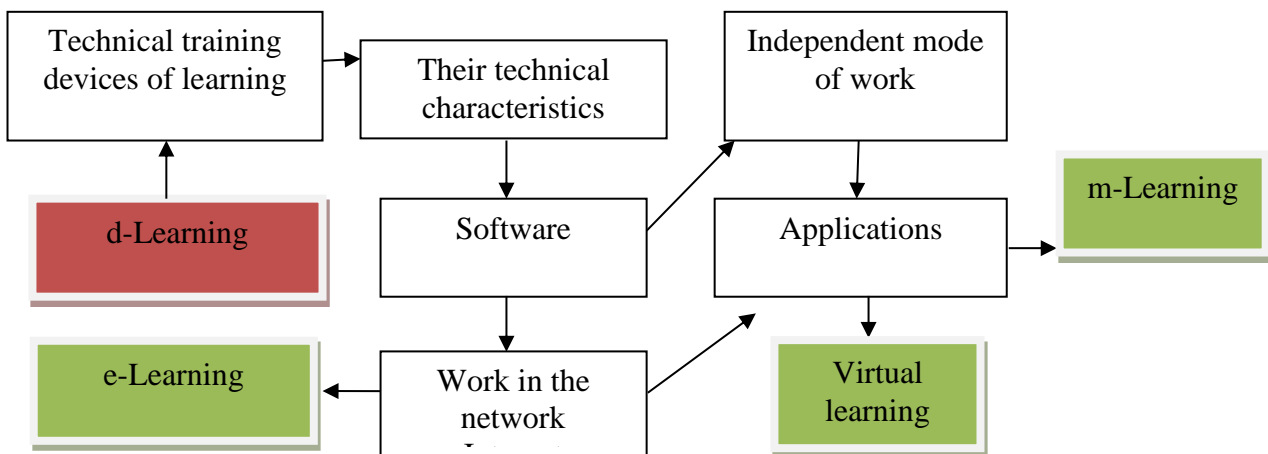 Technical training
devices of learning
Their technical
characteristics
Independent mode
of work
d-Learning
Software
Applications
m-Learning
e-Learning
Work in the
network
Virtual
learning